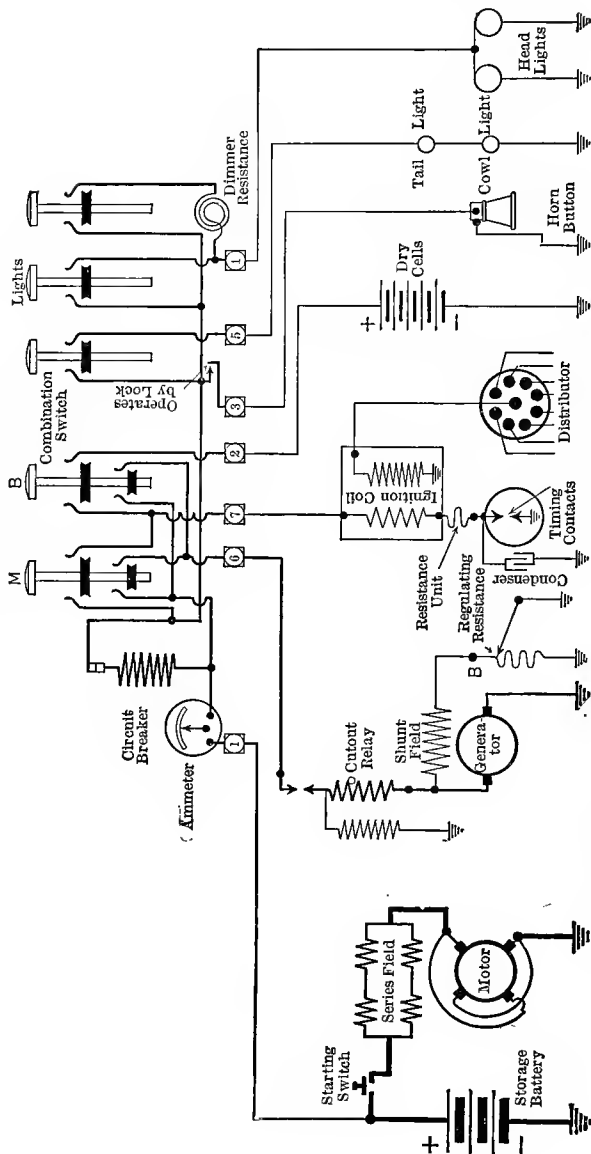 M
B
Combination
Switch
Lights
Circuit
Breaker
Ammeter
1
6
7
2
3
5
1
Operates
by Lock
Dimmer
Resistance
Starting
Switch
Series Field
Motor
Storage
Battery
+
-
Cutout
Relay
Shunt
Field
Genera-
tor
B
Regulating
Resistance
Resistance
Unit
Condenser
Timing
Contacts
Ignition Coil
Distributor
Dry
Cells
+
-
Horn
Button
Tail Light
Cowl Light
Head
Lights